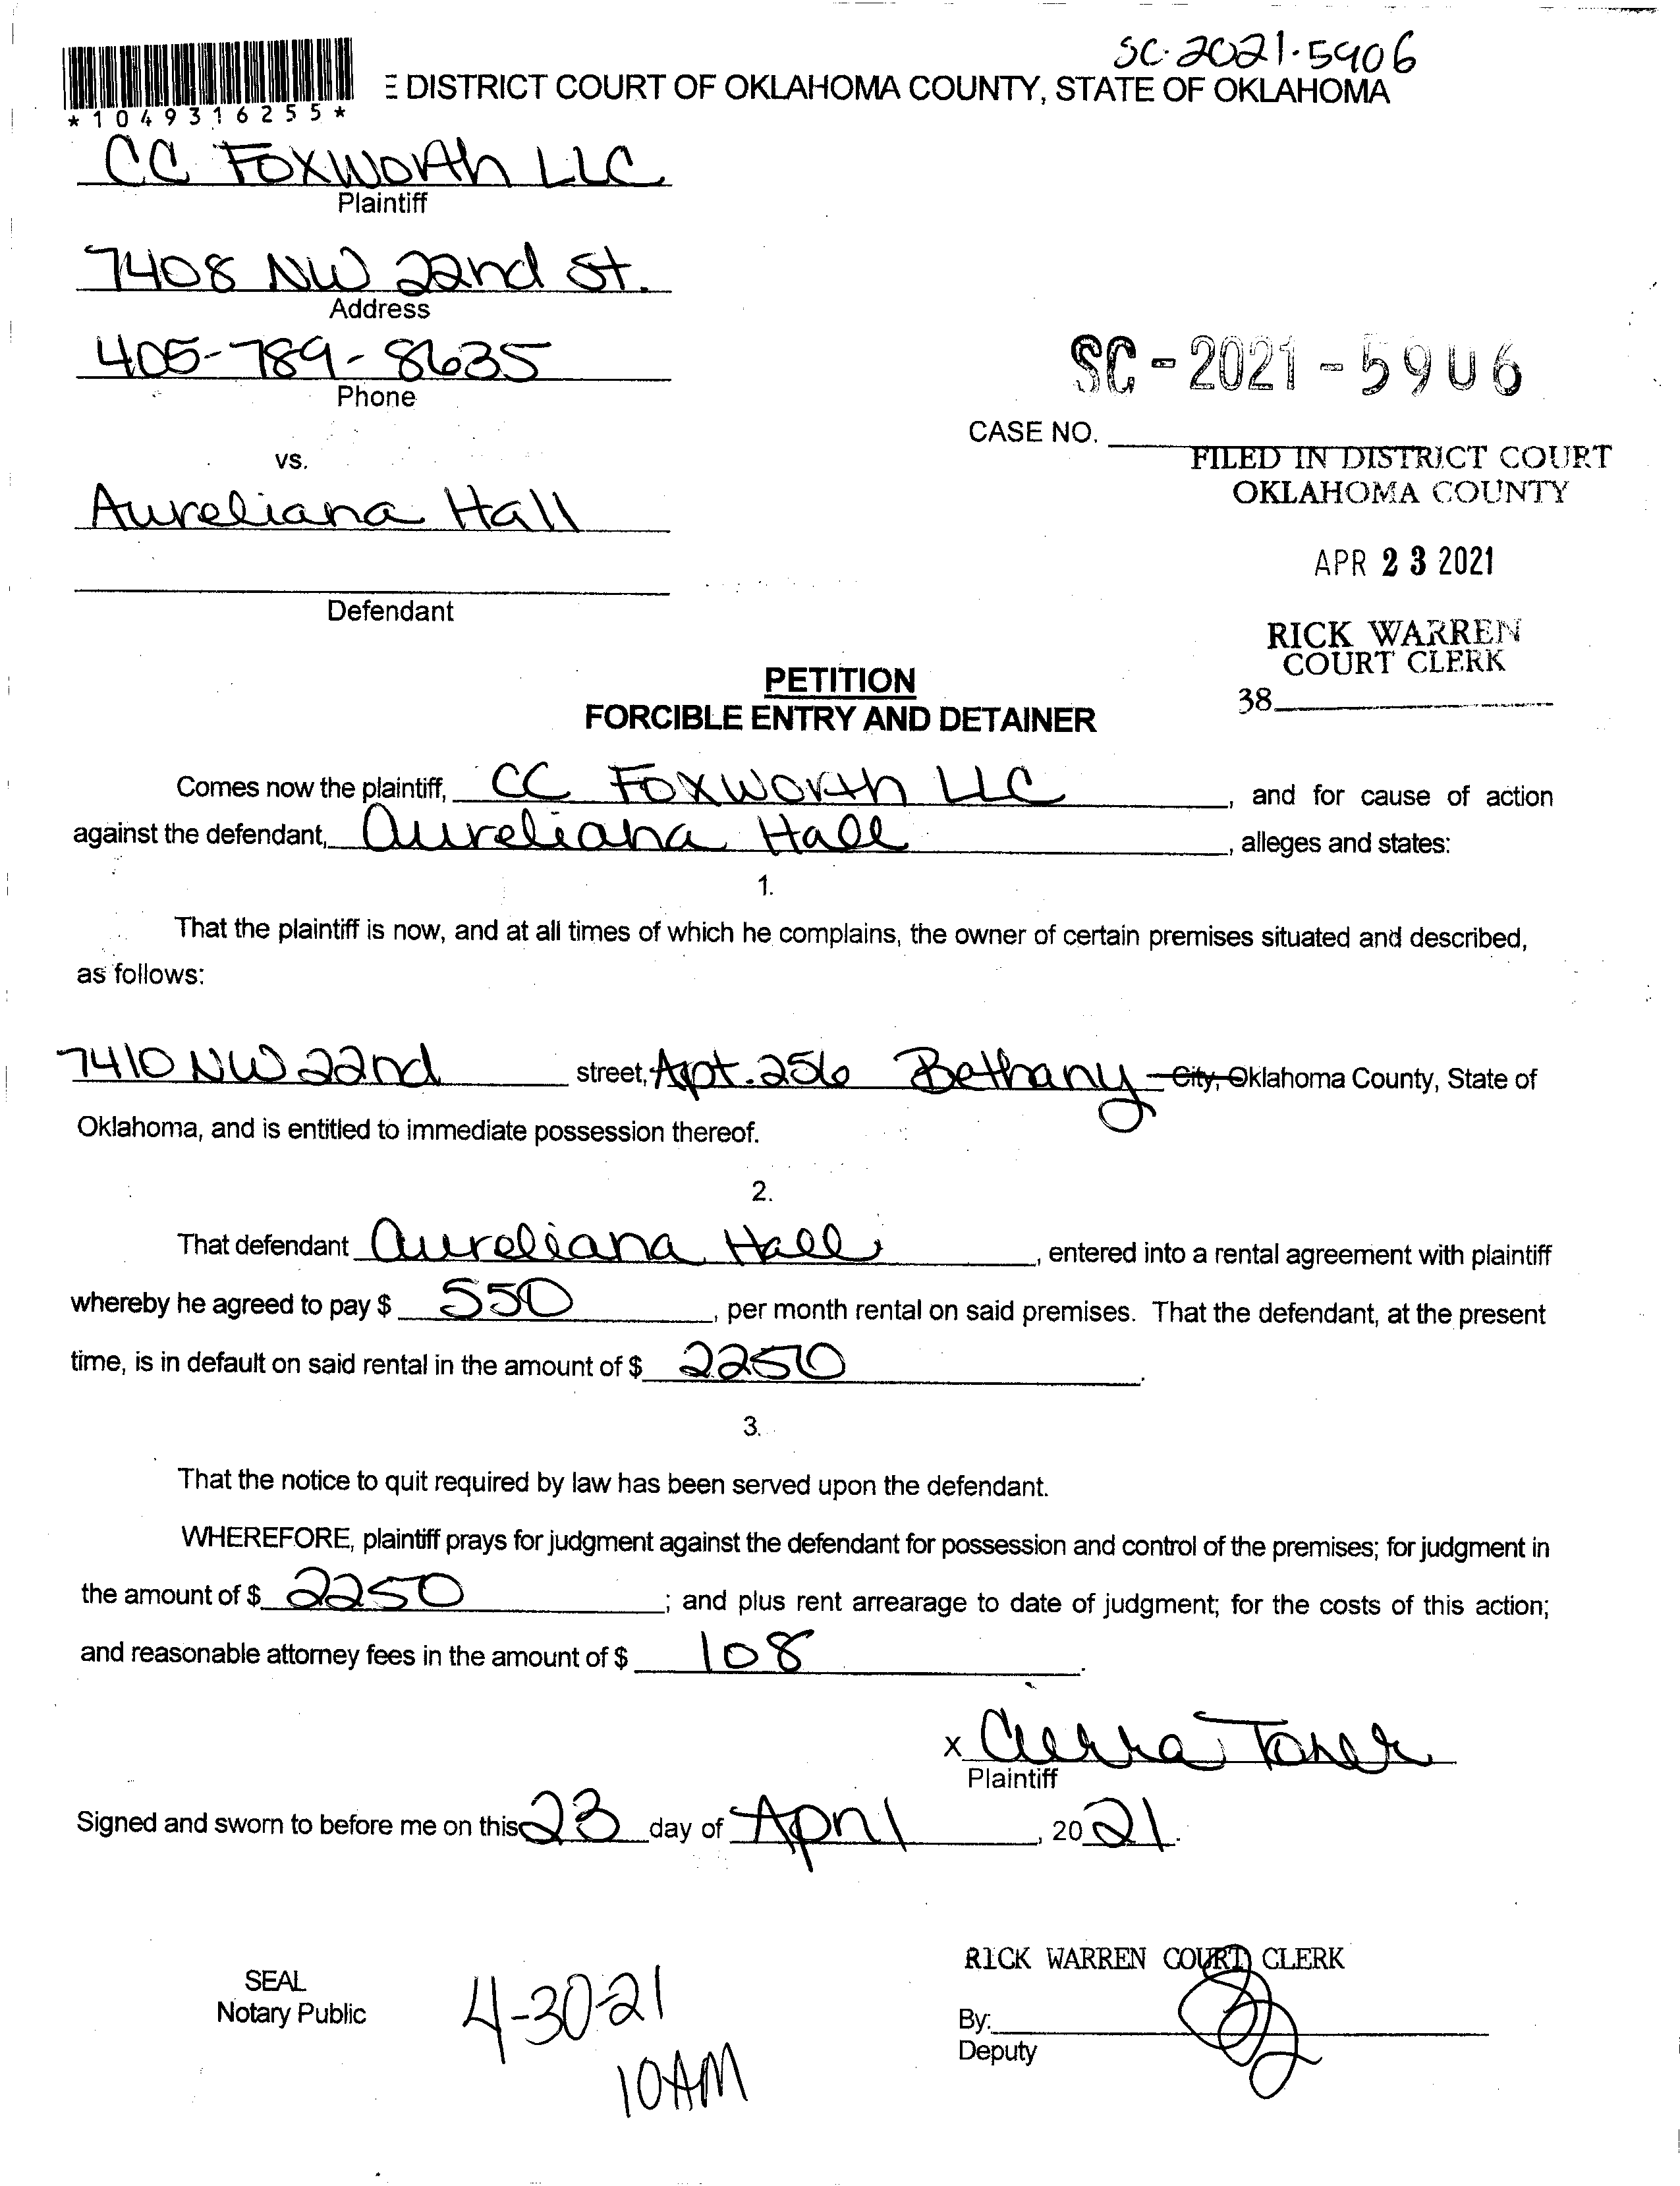 SC-2021-5906
E DISTRICT COURT OF OKLAHOMA COUNTY, STATE OF OKLAHOMA
*1049316255*
CC Foxworth LLC
Plaintiff
7408 NW 22nd St.
Address
405-789-8635
Phone
SC-2021-5906
CASE NO.
FILED IN DISTRICT COURT
OKLAHOMA COUNTY
vs.
Aureliana Hall
APR 23 2021
Defendant
RICK WARREN
COURT CLERK
38
PETITION
FORCIBLE ENTRY AND DETAINER
Comes now the plaintiff, CC Foxworth LLC, and for cause of action
against the defendant, Aureliana Hall, alleges and states:
1.
That the plaintiff is now, and at all times of which he complains, the owner of certain premises situated and described,
as follows:
7410 NW 22nd street, Apt. 256 Bethany City, Oklahoma County, State of
Oklahoma, and is entitled to immediate possession thereof.
2.
That defendant Aureliana Hall, entered into a rental agreement with plaintiff
whereby he agreed to pay $ 550, per month rental on said premises. That the defendant, at the present
time, is in default on said rental in the amount of $ 2250.
3.
That the notice to quit required by law has been served upon the defendant.
WHEREFORE, plaintiff prays for judgment against the defendant for possession and control of the premises; for judgment in
the amount of $ 2250; and plus rent arrearage to date of judgment; for the costs of this action;
and reasonable attorney fees in the amount of $ 108.
x Cierra Toner
Plaintiff
Signed and sworn to before me on this 23 day of April, 2021.
RICK WARREN COURT CLERK
SEAL
Notary Public
4-30-21
10AM
By:
Deputy